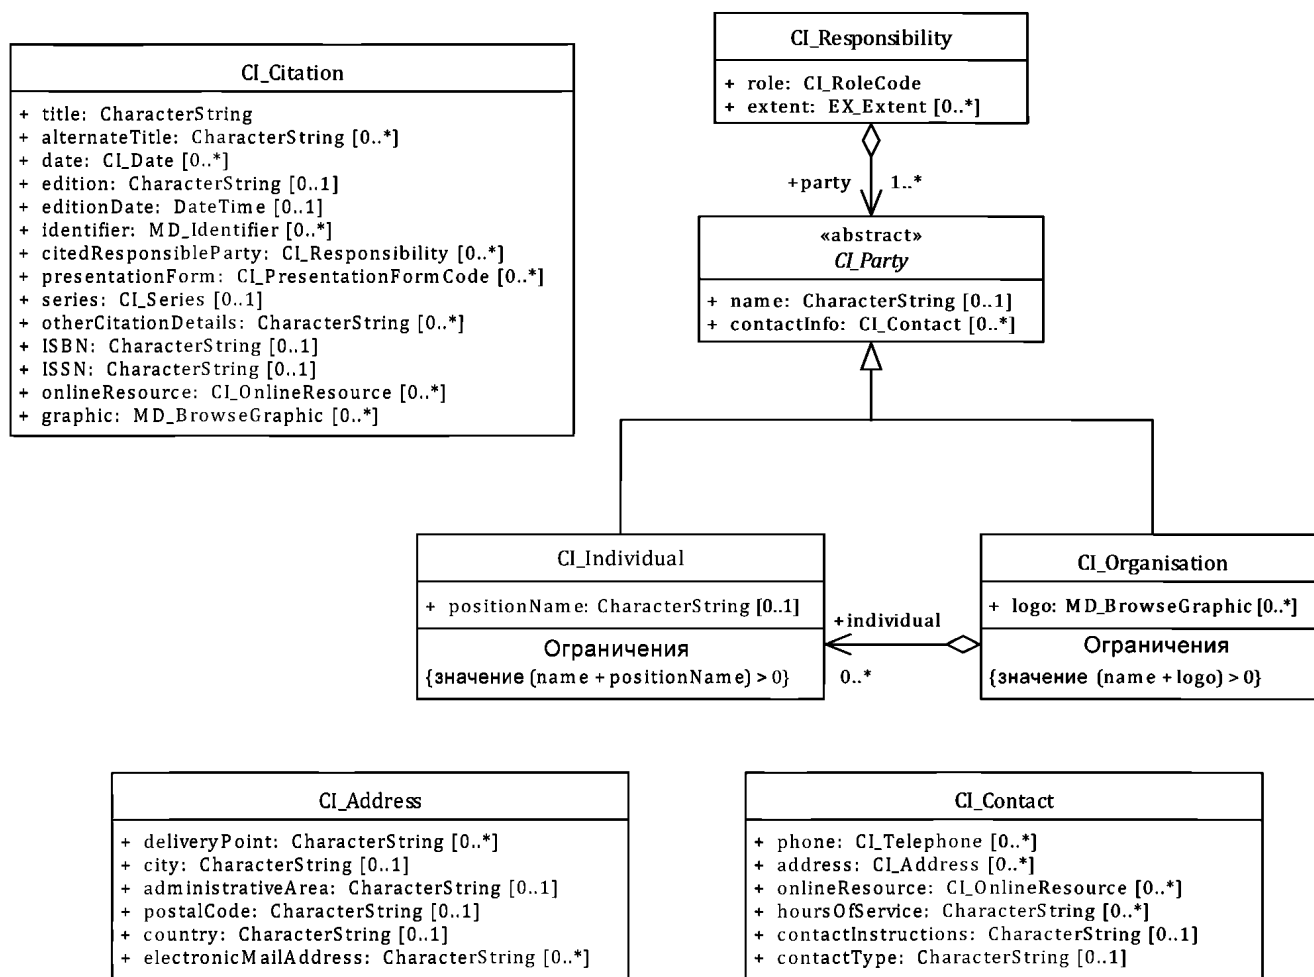 CI_Citation
+ title: CharacterString
+ alternateTitle: CharacterString [0..*]
+ date: CI_Date [0..*]
+ edition: CharacterString [0..1]
+ editionDate: DateTime [0..1]
+ identifier: MD_Identifier [0..*]
+ citedResponsibleParty: CI_Responsibility [0..*]
+ presentationForm: CI_PresentationFormCode [0..*]
+ series: CI_Series [0..1]
+ otherCitationDetails: CharacterString [0..*]
+ ISBN: CharacterString [0..1]
+ ISSN: CharacterString [0..1]
+ onlineResource: CI_OnlineResource [0..*]
+ graphic: MD_BrowseGraphic [0..*]
CI_Responsibility
+ role: CI_RoleCode
+ extent: EX_Extent [0..*]
+party 1..*
«abstract»
CI_Party
+ name: CharacterString [0..1]
+ contactInfo: CI_Contact [0..*]
CI_Individual
+ positionName: CharacterString [0..1]
Ограничения
{значение (name + positionName) > 0}
+individual
0..*
CI_Organisation
+ logo: MD_BrowseGraphic [0..*]
Ограничения
{значение (name + logo) > 0}
CI_Address
+ deliveryPoint: CharacterString [0..*]
+ city: CharacterString [0..1]
+ administrativeArea: CharacterString [0..1]
+ postalCode: CharacterString [0..1]
+ country: CharacterString [0..1]
+ electronicMailAddress: CharacterString [0..*]
CI_Contact
+ phone: CI_Telephone [0..*]
+ address: CI_Address [0..*]
+ onlineResource: CI_OnlineResource [0..*]
+ hoursOfService: CharacterString [0..*]
+ contactInstructions: CharacterString [0..1]
+ contactType: CharacterString [0..1]